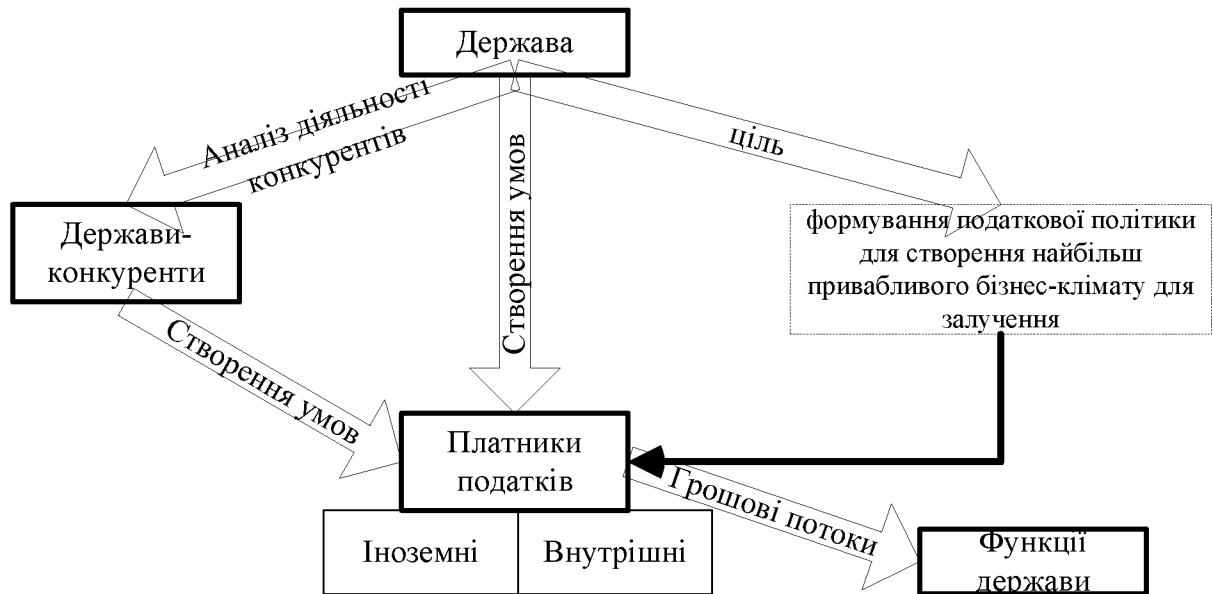 Держава
Аналіз діяльності
конкурентів
Створення умов
ціль
Держави-
конкуренти
формування податкової політики
для створення найбільш
привабливого бізнес-клімату для
залучення
Створення умов
Платники
податків
Грошові потоки
Іноземні
Внутрішні
Функції
держави